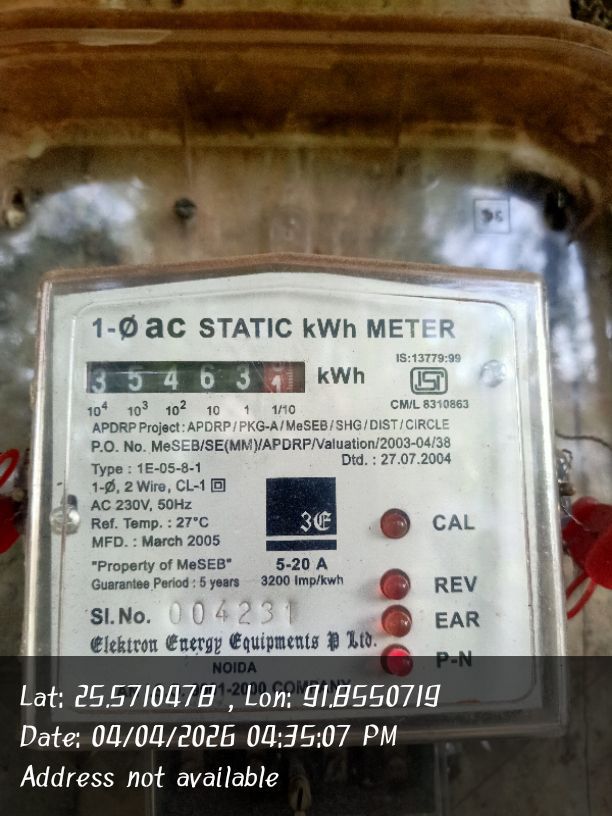 1-Ø ac STATIC kWh METER
3 5 4 6 3 1 kWh
10⁴ 10³ 10² 10 1 1/10
IS:13779:99
ISI
CM/L 8310863
APDRP Project : APDRP / PKG-A / MeSEB / SHG / DIST / CIRCLE
P.O. No. MeSEB/SE(MM)/APDRP/Valuation/2003-04/38
Dtd. : 27.07.2004
Type : 1E-05-8-1
1-Ø, 2 Wire, CL-1
AC 230V, 50Hz
Ref. Temp. : 27°C
MFD. : March 2005
"Property of MeSEB"
Guarantee Period : 5 years
3E
5-20 A
3200 Imp/kwh
CAL
REV
EAR
P-N
Sl.No. 004231
Elektron Energy Equipments P Ltd.
NOIDA
-2000 COMPANY
Lat: 25.5710478 , Lon: 91.8550719
Date: 04/04/2026 04:35:07 PM
Address not available